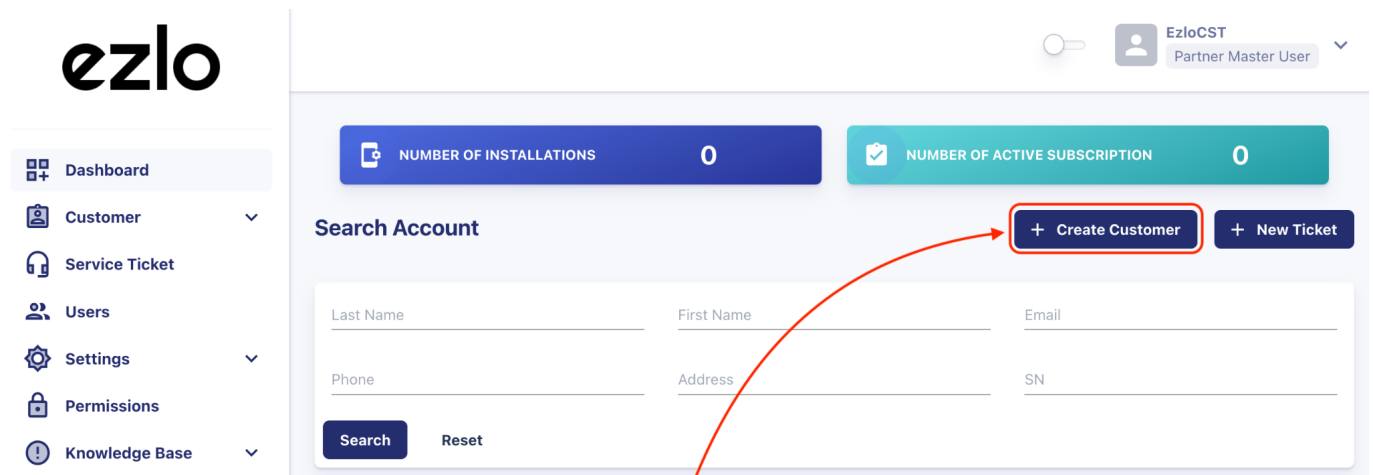 ezlo
EzloCST
Partner Master User
Dashboard
Customer
Service Ticket
Users
Settings
Permissions
Knowledge Base
NUMBER OF INSTALLATIONS 0
NUMBER OF ACTIVE SUBSCRIPTION 0
Search Account
+ Create Customer
+ New Ticket
Last Name
First Name
Email
Phone
Address
SN
Search
Reset